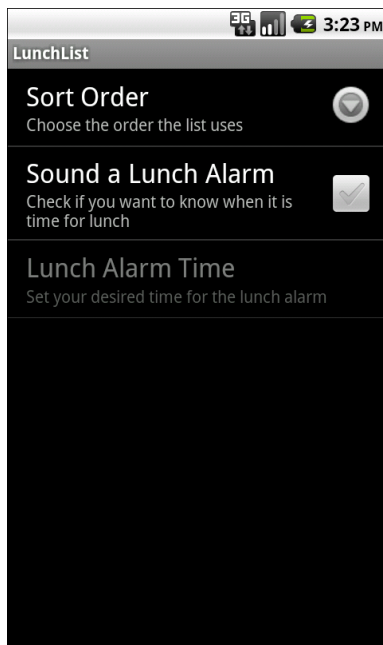 3G 3:23 PM
LunchList
Sort Order
Choose the order the list uses
Sound a Lunch Alarm
Check if you want to know when it is
time for lunch
Lunch Alarm Time
Set your desired time for the lunch alarm